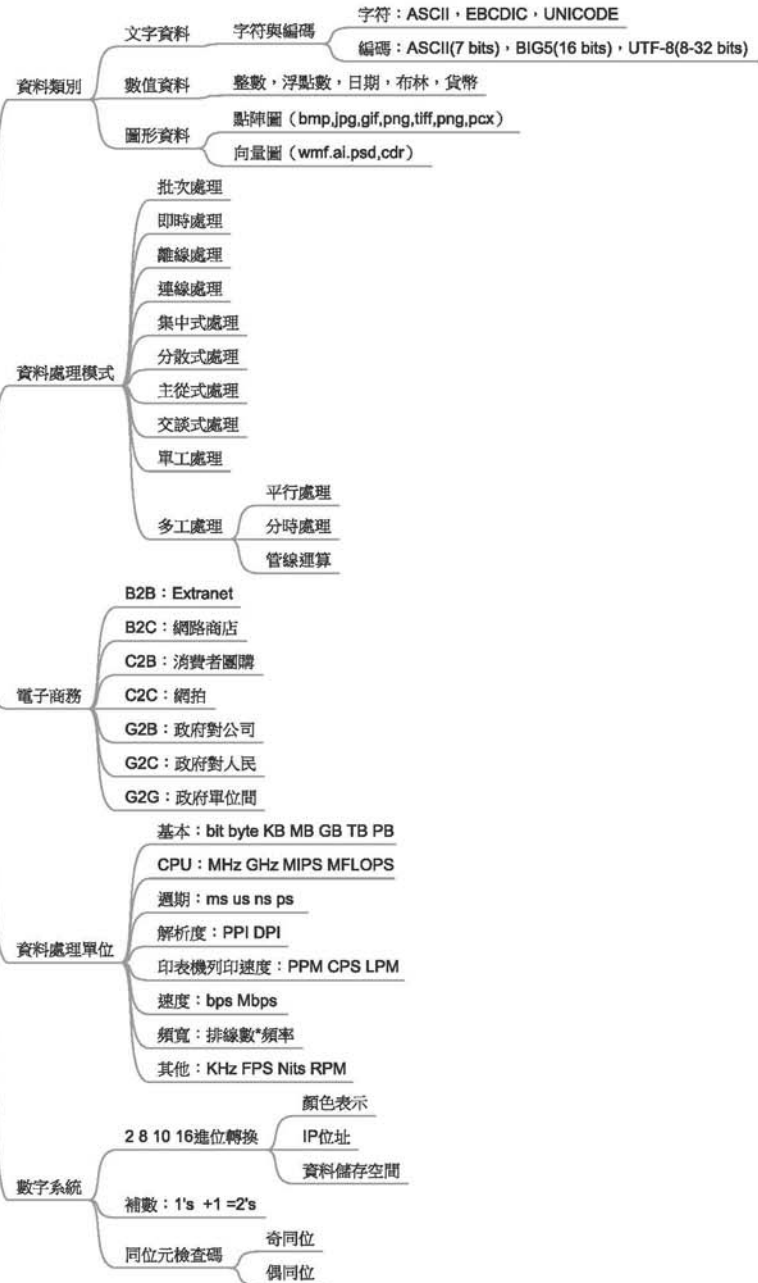 資料類別
文字資料
字符與編碼
字符：ASCII，EBCDIC，UNICODE
編碼：ASCII(7 bits)，BIG5(16 bits)，UTF-8(8-32 bits)
數值資料
整數，浮點數，日期，布林，貨幣
圖形資料
點陣圖（bmp,jpg,gif,png,tiff,png,pcx）
向量圖（wmf.ai.psd,cdr）
資料處理模式
批次處理
即時處理
離線處理
連線處理
集中式處理
分散式處理
主從式處理
交談式處理
單工處理
多工處理
平行處理
分時處理
管線運算
電子商務
B2B：Extranet
B2C：網路商店
C2B：消費者團購
C2C：網拍
G2B：政府對公司
G2C：政府對人民
G2G：政府單位間
資料處理單位
基本：bit byte KB MB GB TB PB
CPU：MHz GHz MIPS MFLOPS
週期：ms us ns ps
解析度：PPI DPI
印表機列印速度：PPM CPS LPM
速度：bps Mbps
頻寬：排線數*頻率
其他：KHz FPS Nits RPM
數字系統
2 8 10 16進位轉換
顏色表示
IP位址
資料儲存空間
補數：1's +1 =2's
同位元檢查碼
奇同位
偶同位